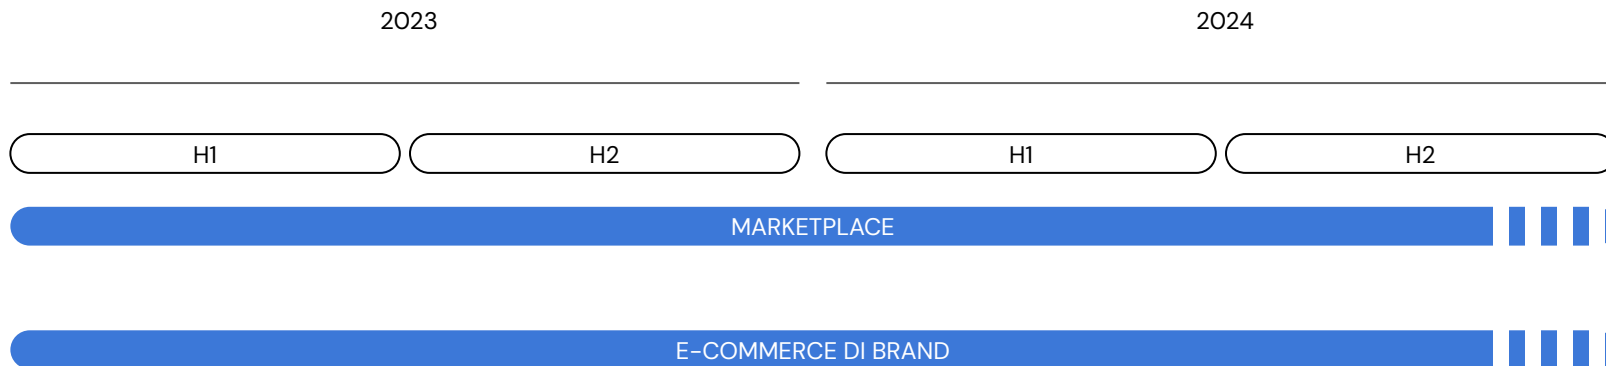 2023 2024
H1 H2 H1 H2
MARKETPLACE
E-COMMERCE DI BRAND